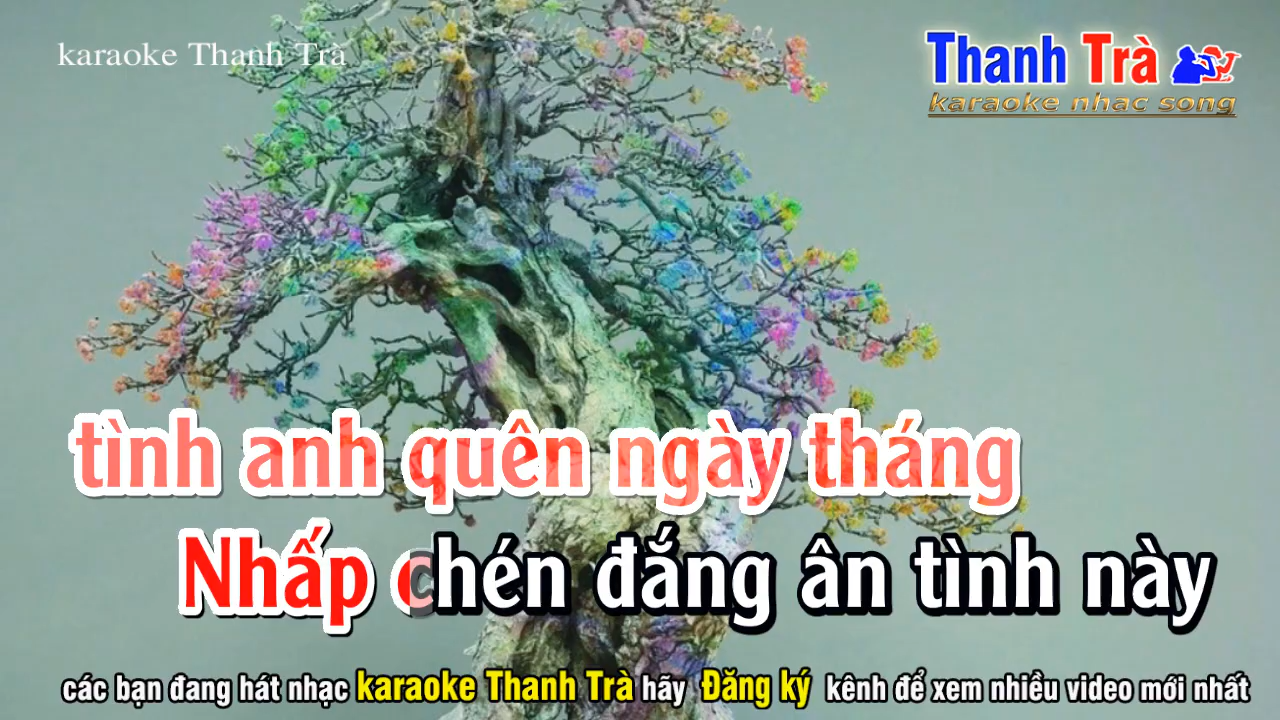 karaoke Thanh Trà
Thanh Trà
karaoke nhac song
tình anh quên ngày tháng
Nhấp chén đắng ân tình này
các bạn đang hát nhạc karaoke Thanh Trà hãy Đăng ký kênh để xem nhiều video mới nhất